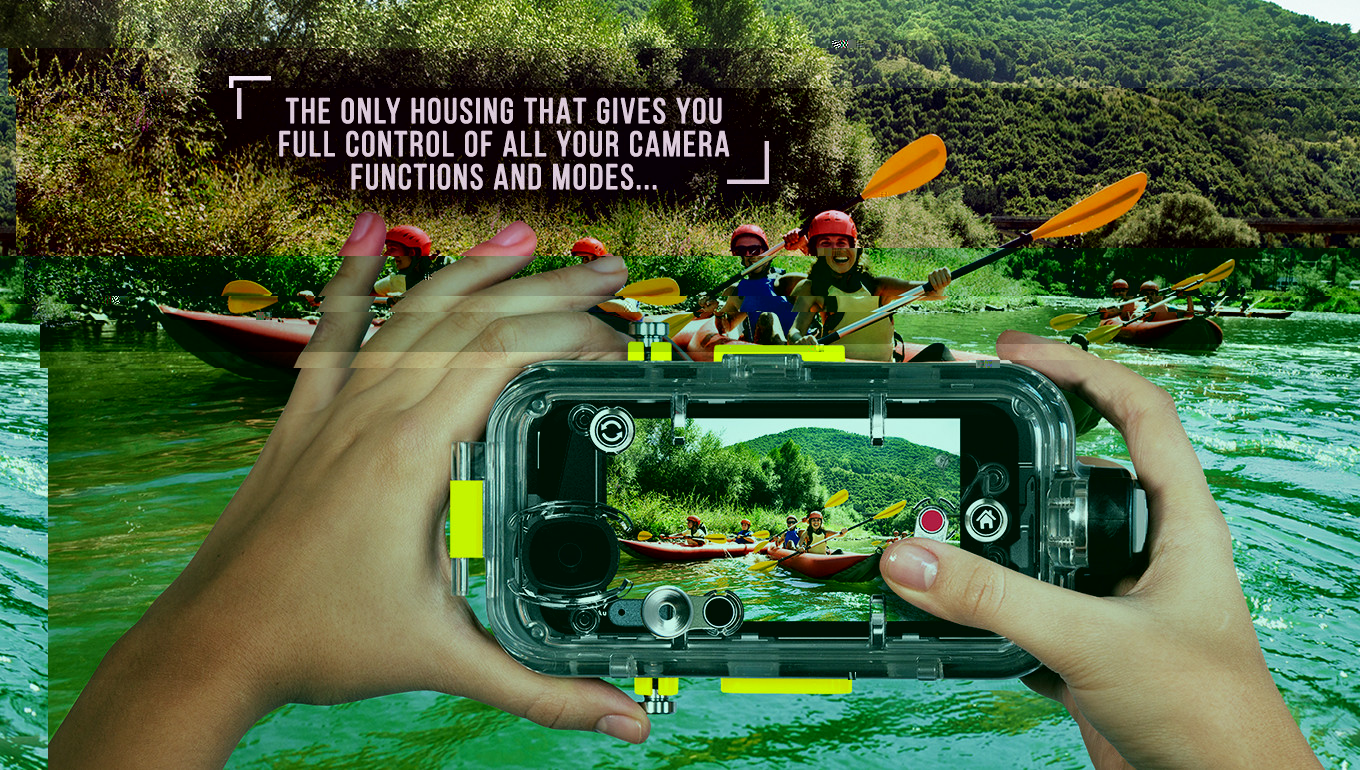 THE ONLY HOUSING THAT GIVES YOU
FULL CONTROL OF ALL YOUR CAMERA
FUNCTIONS AND MODES...